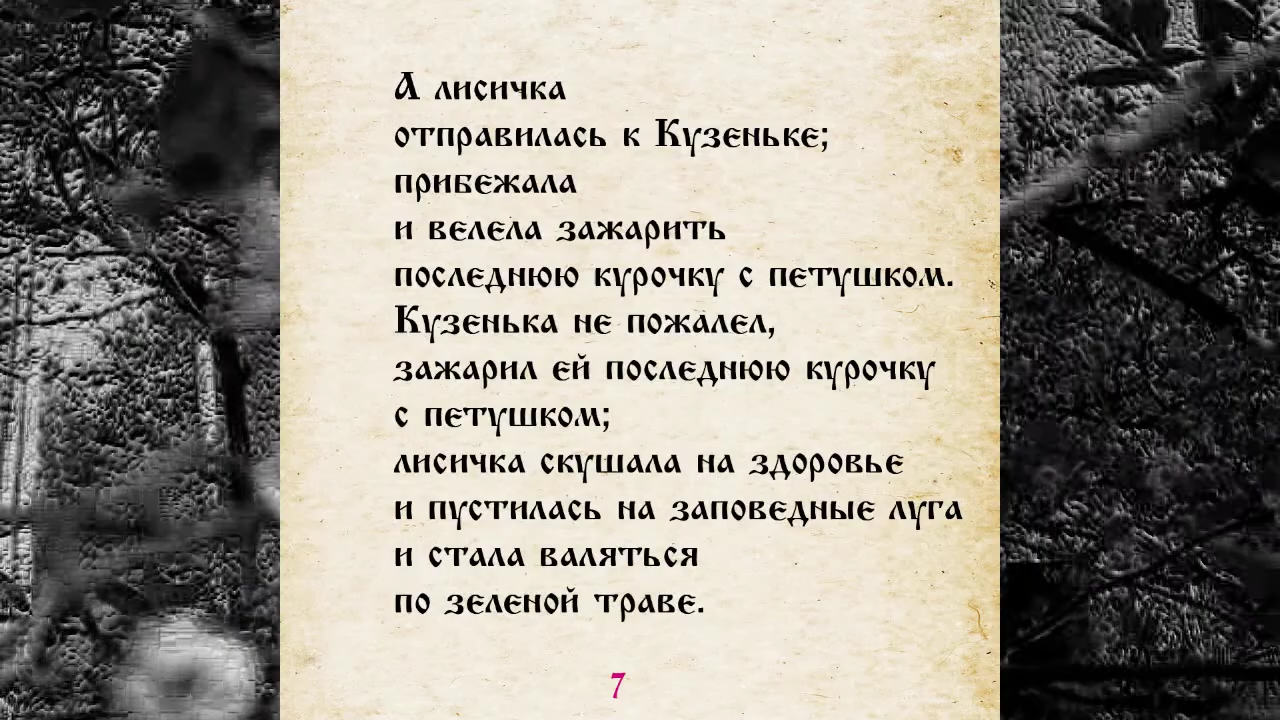 А лисичка
отправилась к Кузеньке;
прибежала
и велела зажарить
последнюю курочку с петушком.
Кузенька не пожалел,
зажарил ей последнюю курочку
с петушком;
лисичка скушала на здоровье
и пустилась на заповедные луга
и стала валяться
по зеленой траве.
7